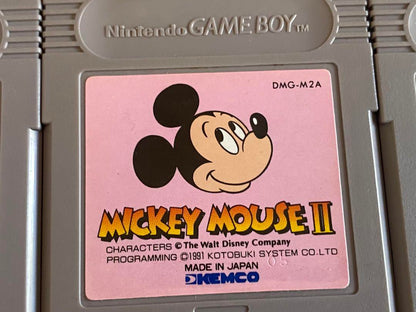 Nintendo GAME BOY TM
DMG-M2A
MICKEY MOUSE II
CHARACTERS © The Walt Disney Company
PROGRAMMING ©1991 KOTOBUKI SYSTEM CO.LTD
MADE IN JAPAN
KEMCO